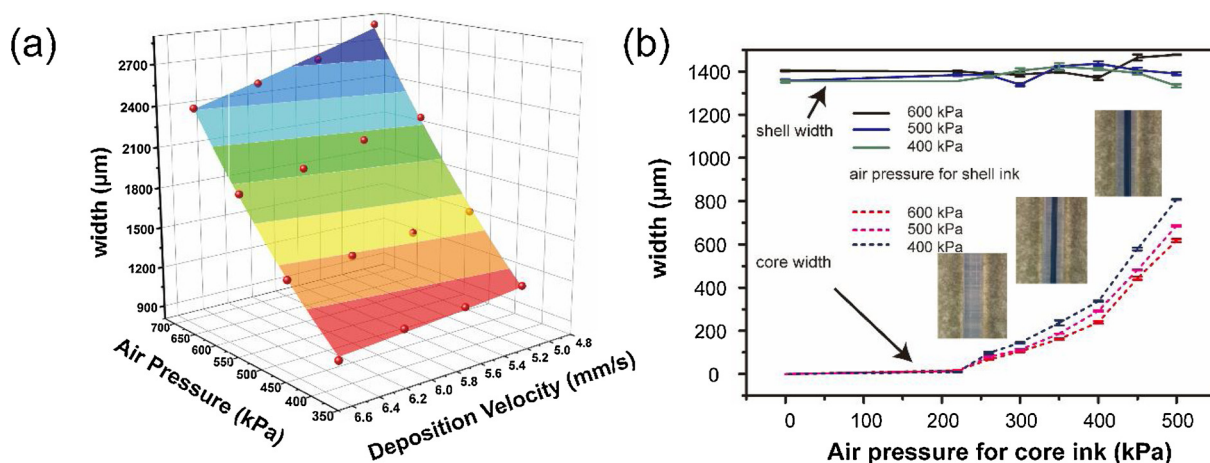 (a)
width (µm)
2700
2400
2100
1800
1500
1200
900
700
650
600
550
500
450
400
350
Air Pressure (kPa)
6.6
6.4
6.2
6.0
5.8
5.6
5.4
5.2
5.0
4.8
Deposition Velocity (mm/s)
(b)
width (µm)
1400
1200
1000
800
600
400
200
0
shell width
600 kPa
500 kPa
400 kPa
air pressure for shell ink
600 kPa
500 kPa
400 kPa
core width
0
100
200
300
400
500
Air pressure for core ink (kPa)